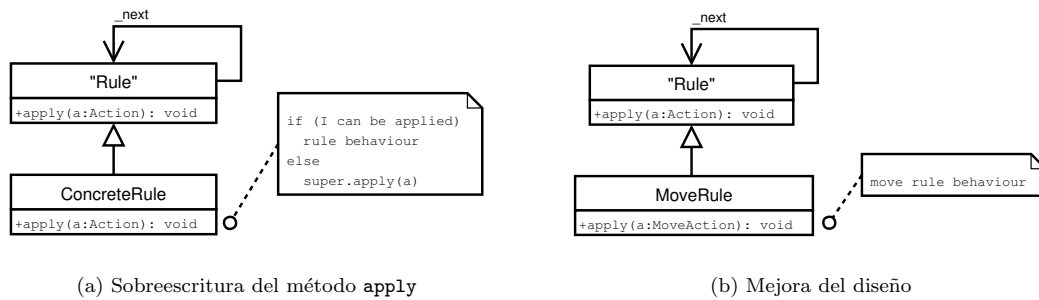 _next
"Rule"
+apply(a:Action): void
if (I can be applied)
rule behaviour
else
super.apply(a)
ConcreteRule
+apply(a:Action): void
(a) Sobreescritura del método apply
_next
"Rule"
+apply(a:Action): void
move rule behaviour
MoveRule
+apply(a:MoveAction): void
(b) Mejora del diseño